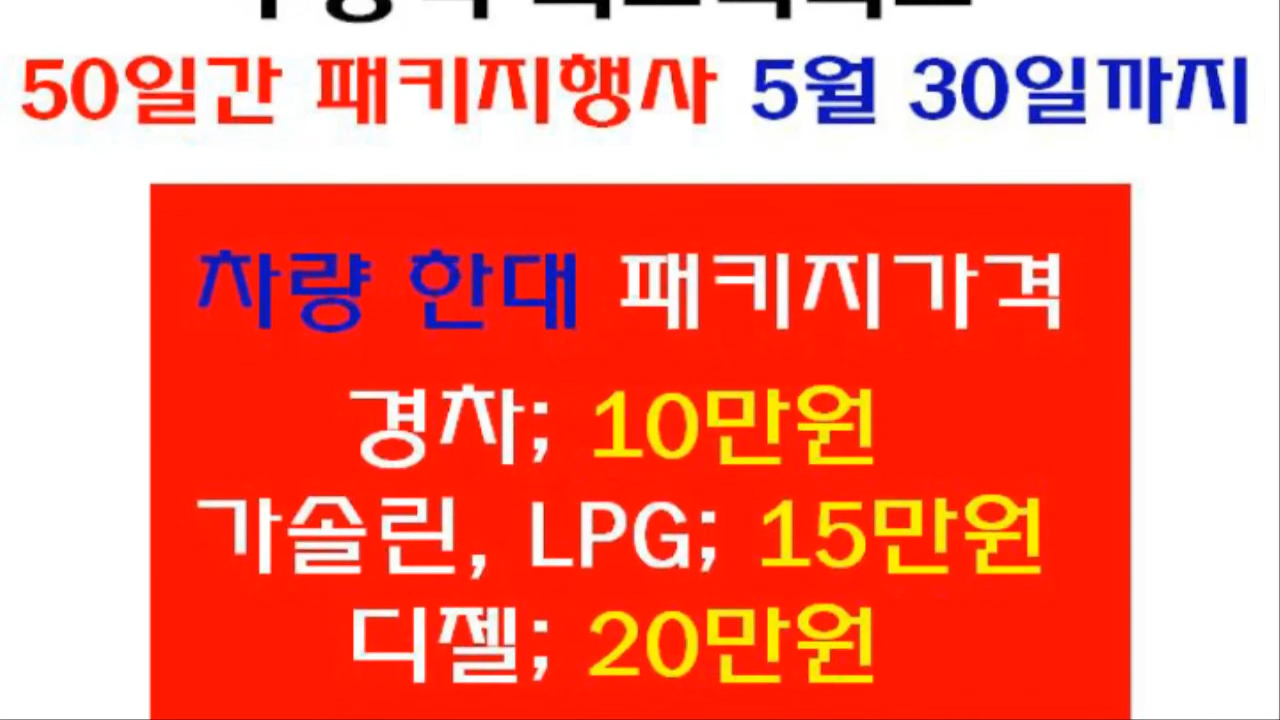 50일간 패키지행사 5월 30일까지
차량 한대 패키지가격
경차; 10만원
가솔린, LPG; 15만원
디젤; 20만원